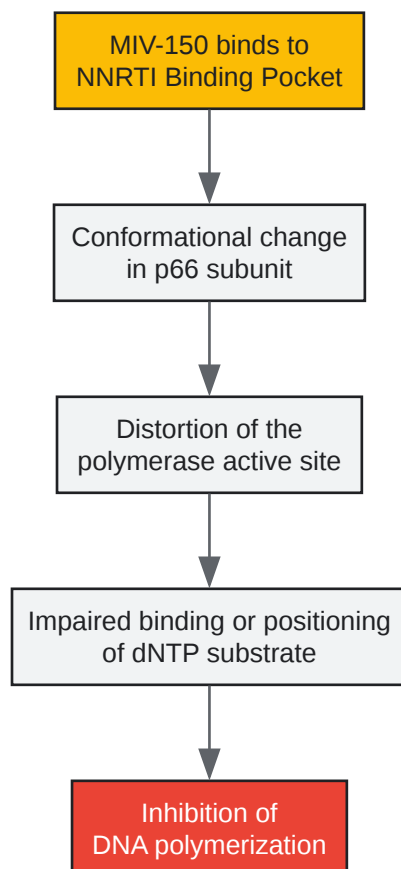 MIV-150 binds to
NNRTI Binding Pocket
Conformational change
in p66 subunit
Distortion of the
polymerase active site
Impaired binding or positioning
of dNTP substrate
Inhibition of
DNA polymerization